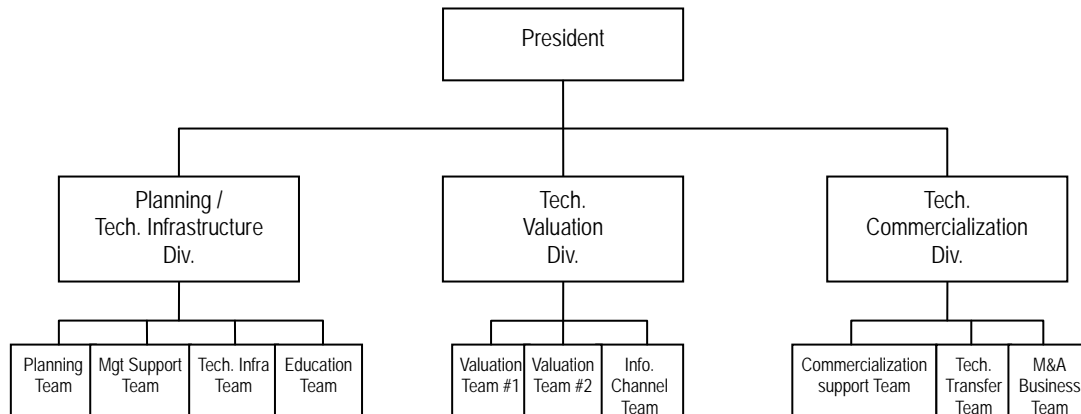 President
Planning /
Tech. Infrastructure
Div.
Tech.
Valuation
Div.
Tech.
Commercialization
Div.
Planning
Team
Mgt Support
Team
Tech. Infra
Team
Education
Team
Valuation
Team #1
Valuation
Team #2
Info.
Channel
Team
Commercialization
support Team
Tech.
Transfer
Team
M&A
Business
Team